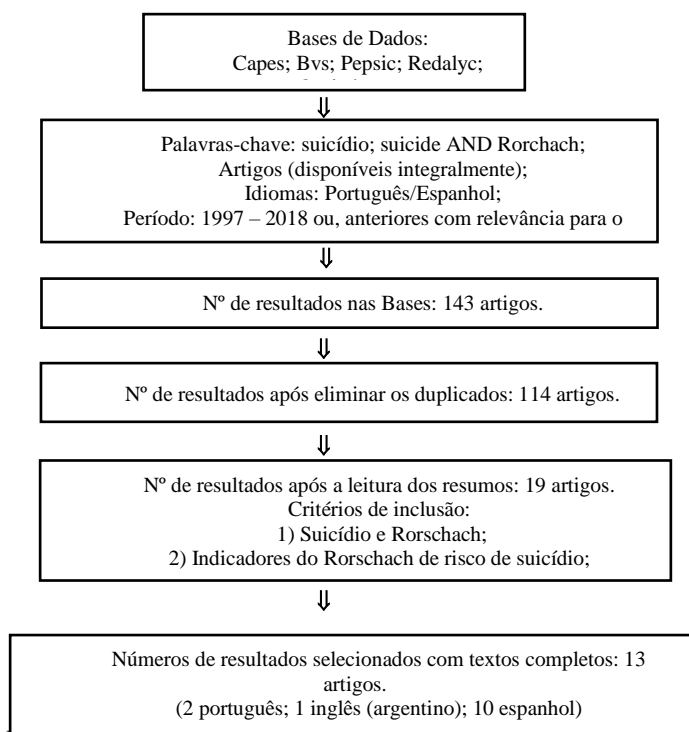 Bases de Dados:
Capes; Bvs; Pepsic; Redalyc;
⇓
Palavras-chave: suicídio; suicide AND Rorschach;
Artigos (disponíveis integralmente);
Idiomas: Português/Espanhol;
Período: 1997 – 2018 ou, anteriores com relevância para o
⇓
Nº de resultados nas Bases: 143 artigos.
⇓
Nº de resultados após eliminar os duplicados: 114 artigos.
⇓
Nº de resultados após a leitura dos resumos: 19 artigos.
Critérios de inclusão:
1) Suicídio e Rorschach;
2) Indicadores do Rorschach de risco de suicídio;
⇓
Números de resultados selecionados com textos completos: 13
artigos.
(2 português; 1 inglês (argentino); 10 espanhol)